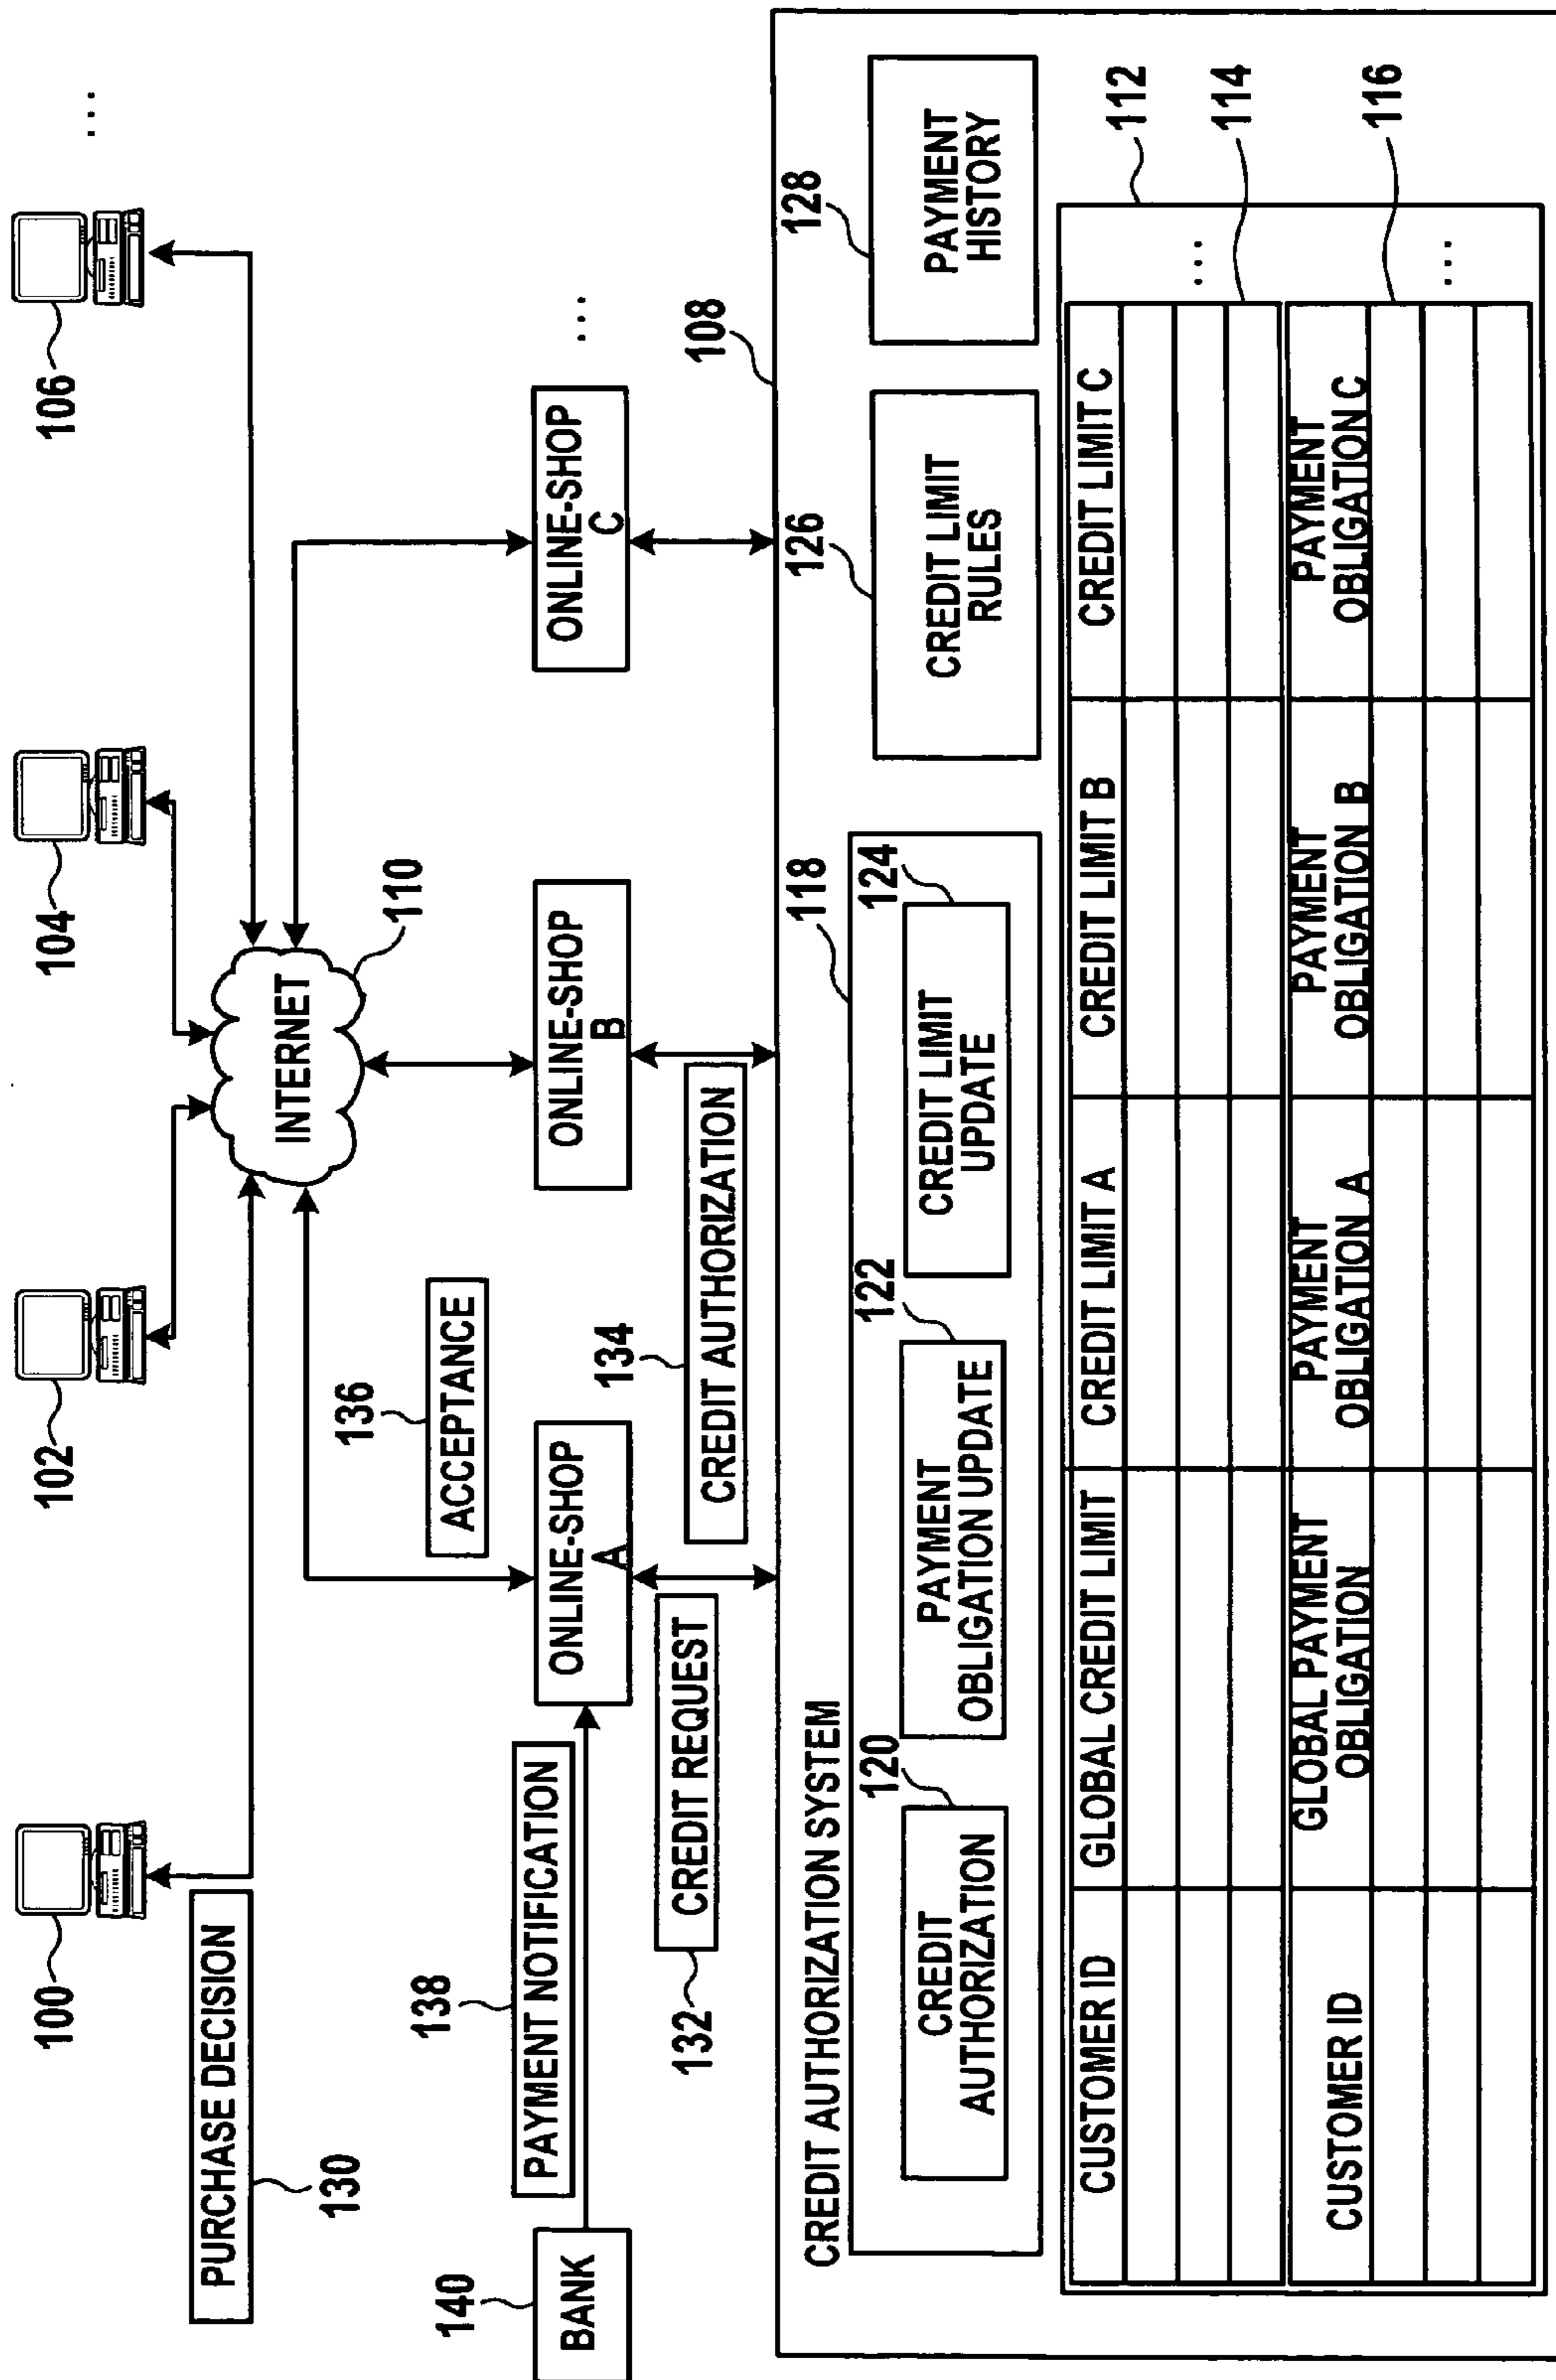 100
102
104
106
...
PURCHASE DECISION
130
INTERNET
110
136
ACCEPTANCE
140
BANK
138
PAYMENT NOTIFICATION
ONLINE-SHOP
A
ONLINE-SHOP
B
ONLINE-SHOP
C
...
132
CREDIT REQUEST
134
CREDIT AUTHORIZATION
108
CREDIT AUTHORIZATION SYSTEM
118
120
CREDIT
AUTHORIZATION
122
PAYMENT
OBLIGATION UPDATE
124
CREDIT LIMIT
UPDATE
126
CREDIT LIMIT
RULES
128
PAYMENT
HISTORY
112
CUSTOMER ID
GLOBAL CREDIT LIMIT
CREDIT LIMIT A
CREDIT LIMIT B
CREDIT LIMIT C
...
114
CUSTOMER ID
GLOBAL PAYMENT
OBLIGATION
PAYMENT
OBLIGATION A
PAYMENT
OBLIGATION B
PAYMENT
OBLIGATION C
...
116